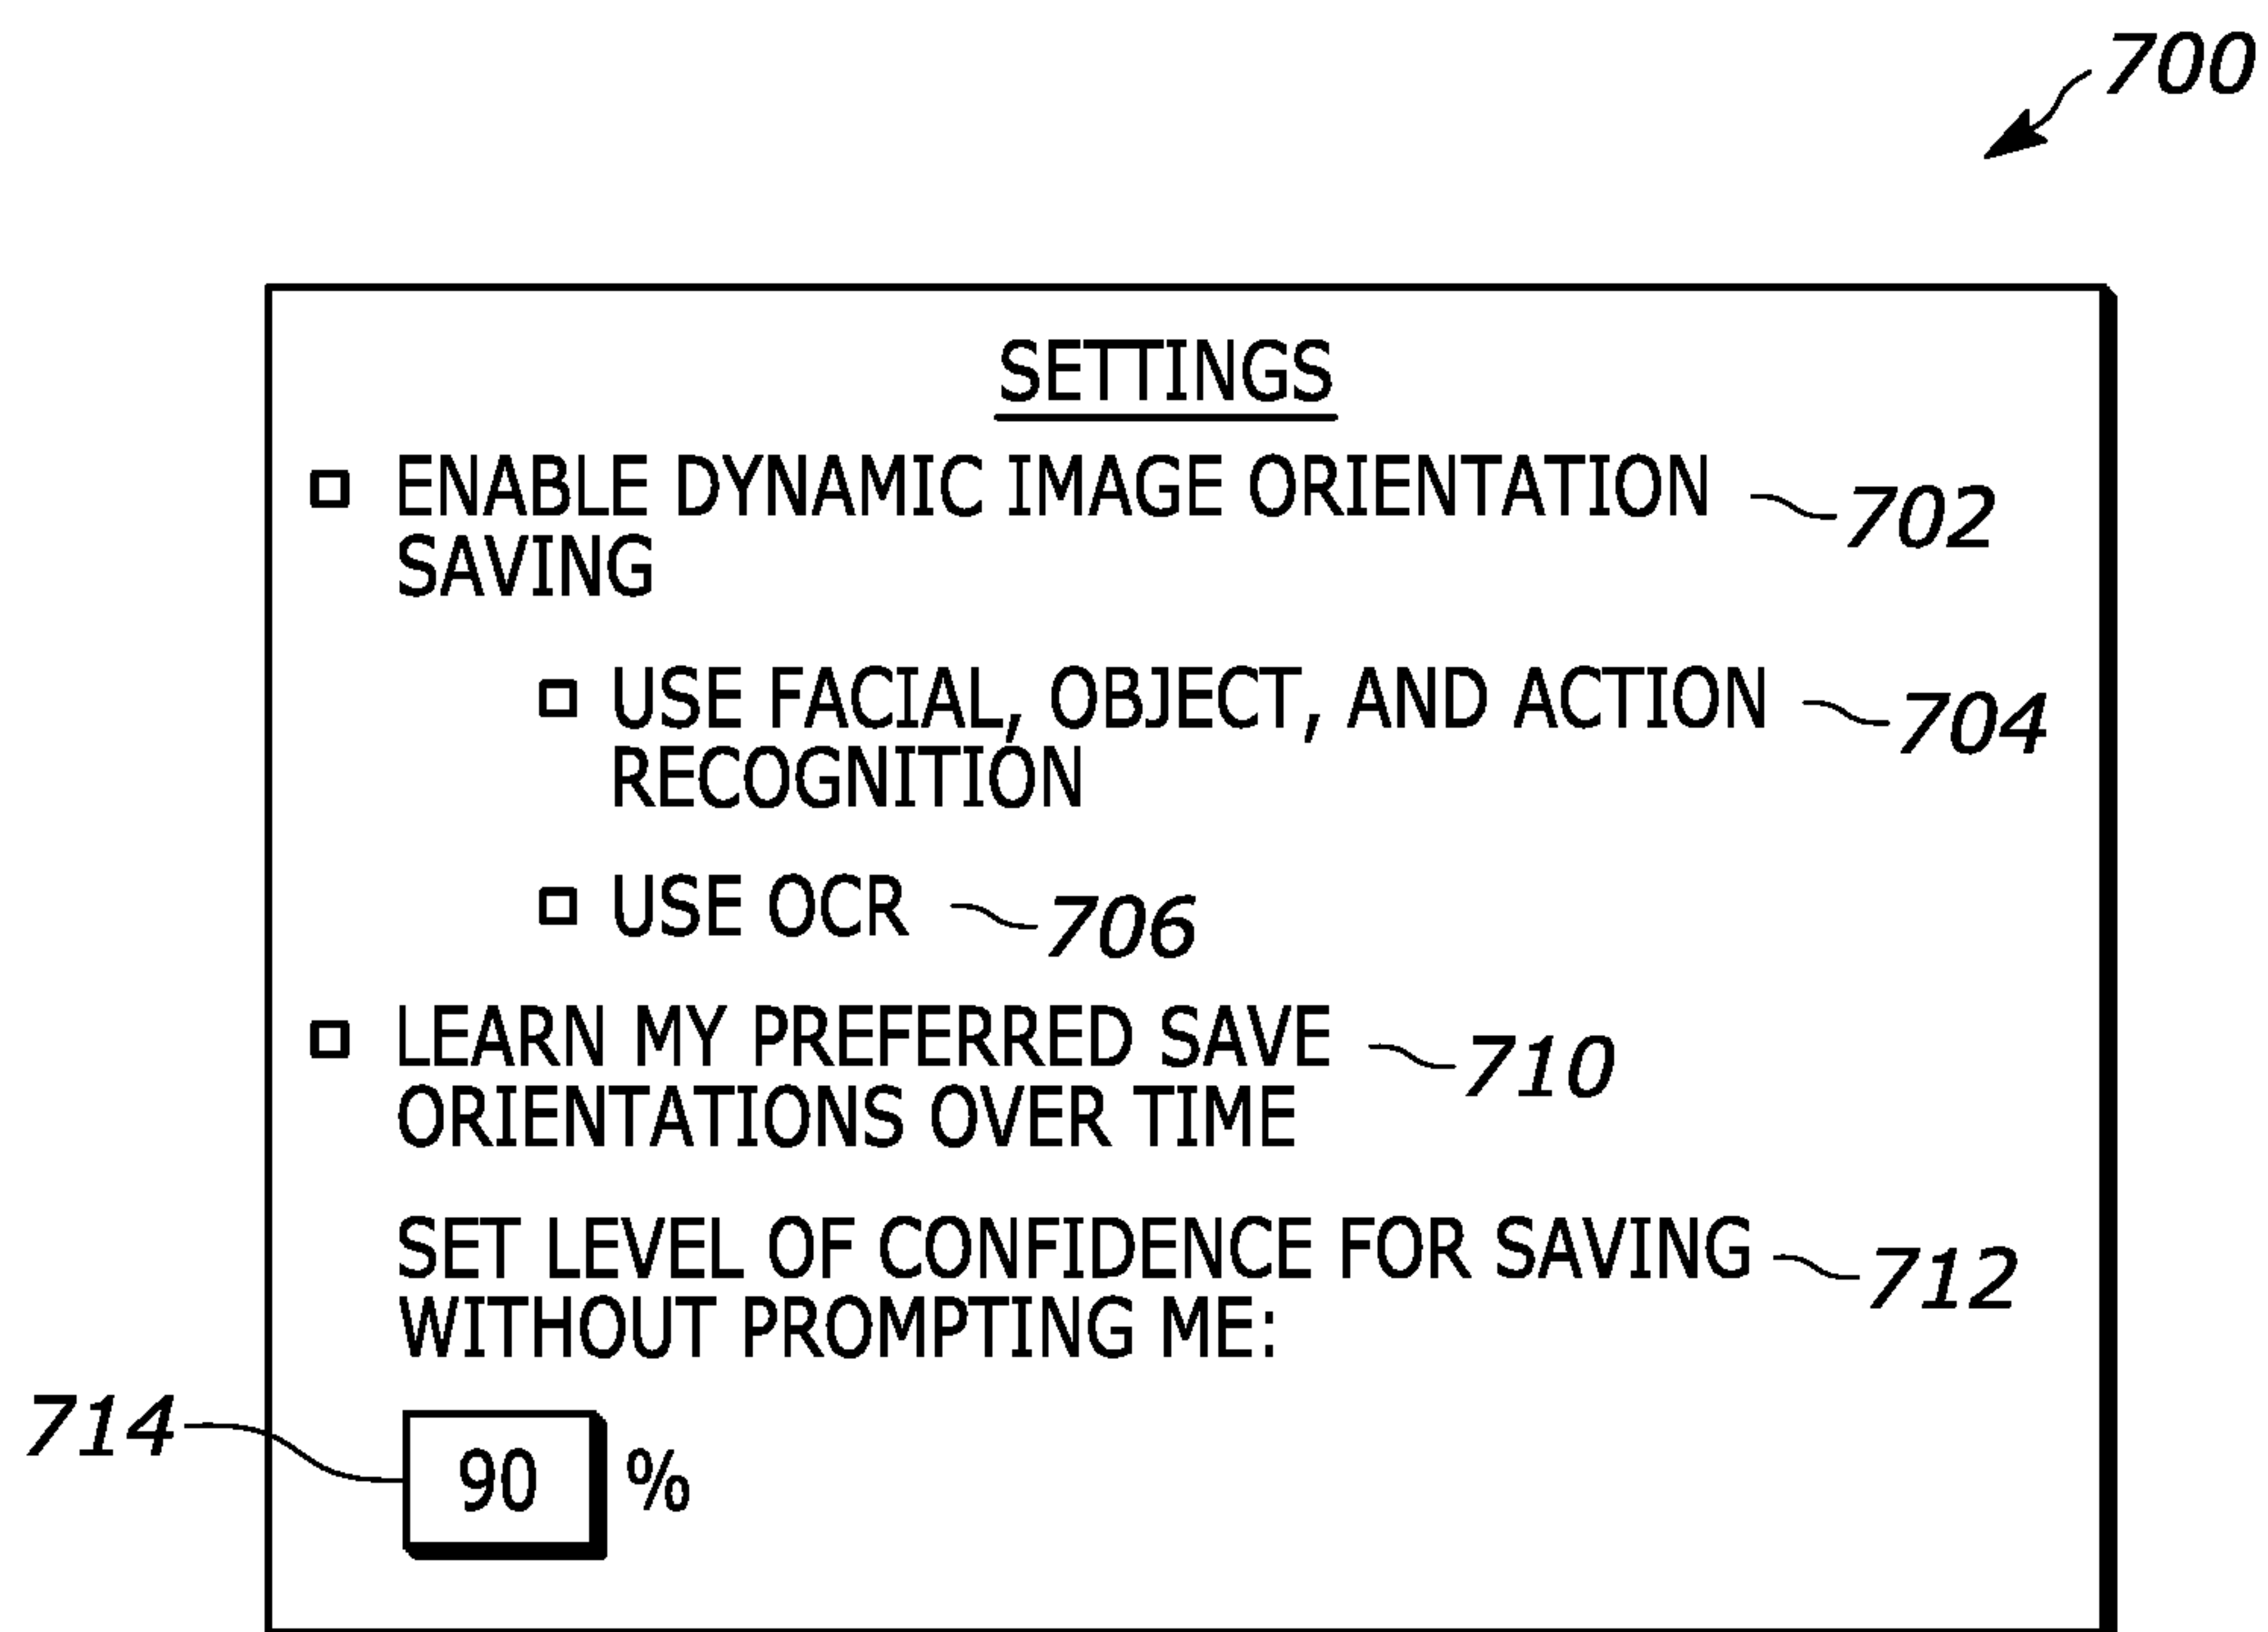 700
SETTINGS
ENABLE DYNAMIC IMAGE ORIENTATION 702
SAVING
USE FACIAL, OBJECT, AND ACTION 704
RECOGNITION
USE OCR 706
LEARN MY PREFERRED SAVE 710
ORIENTATIONS OVER TIME
SET LEVEL OF CONFIDENCE FOR SAVING 712
WITHOUT PROMPTING ME:
714 90 %